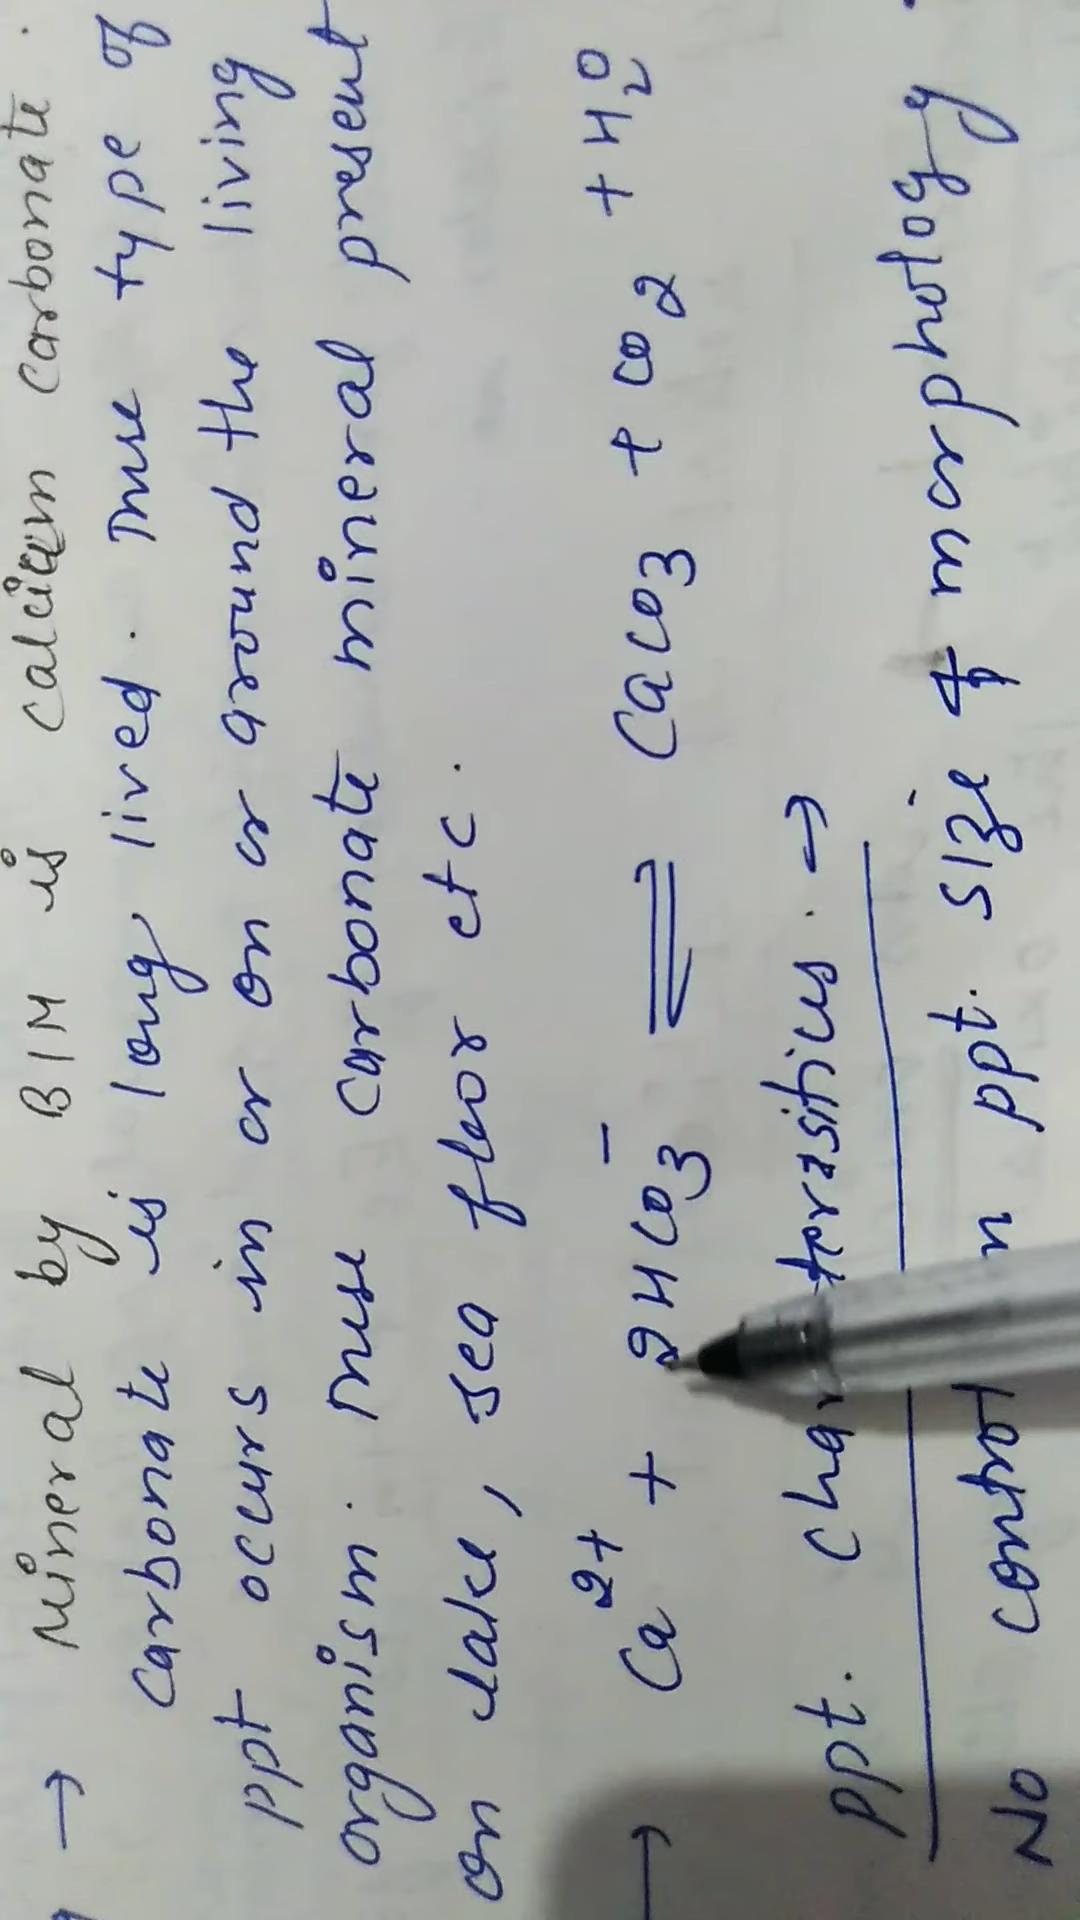 → Mineral by BIM is calcium carbonate.
carbonate is long lived. These type of
ppt occurs in or on or around the living
organism. These carbonate mineral present
on lake, sea floor etc.
→ Ca²⁺ + 2HCO₃⁻ ⇌ CaCO₃ + CO₂ + H₂O
ppt. →
No control ppt. size & morphology